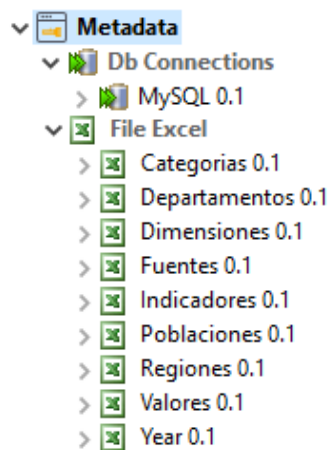 Metadata
Db Connections
MySQL 0.1
File Excel
Categorias 0.1
Departamentos 0.1
Dimensiones 0.1
Fuentes 0.1
Indicadores 0.1
Poblaciones 0.1
Regiones 0.1
Valores 0.1
Year 0.1